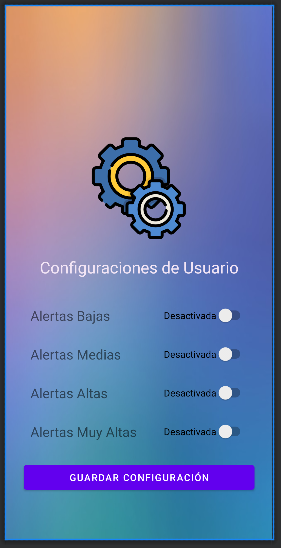 Configuraciones de Usuario
Alertas Bajas Desactivada
Alertas Medias Desactivada
Alertas Altas Desactivada
Alertas Muy Altas Desactivada
GUARDAR CONFIGURACIÓN